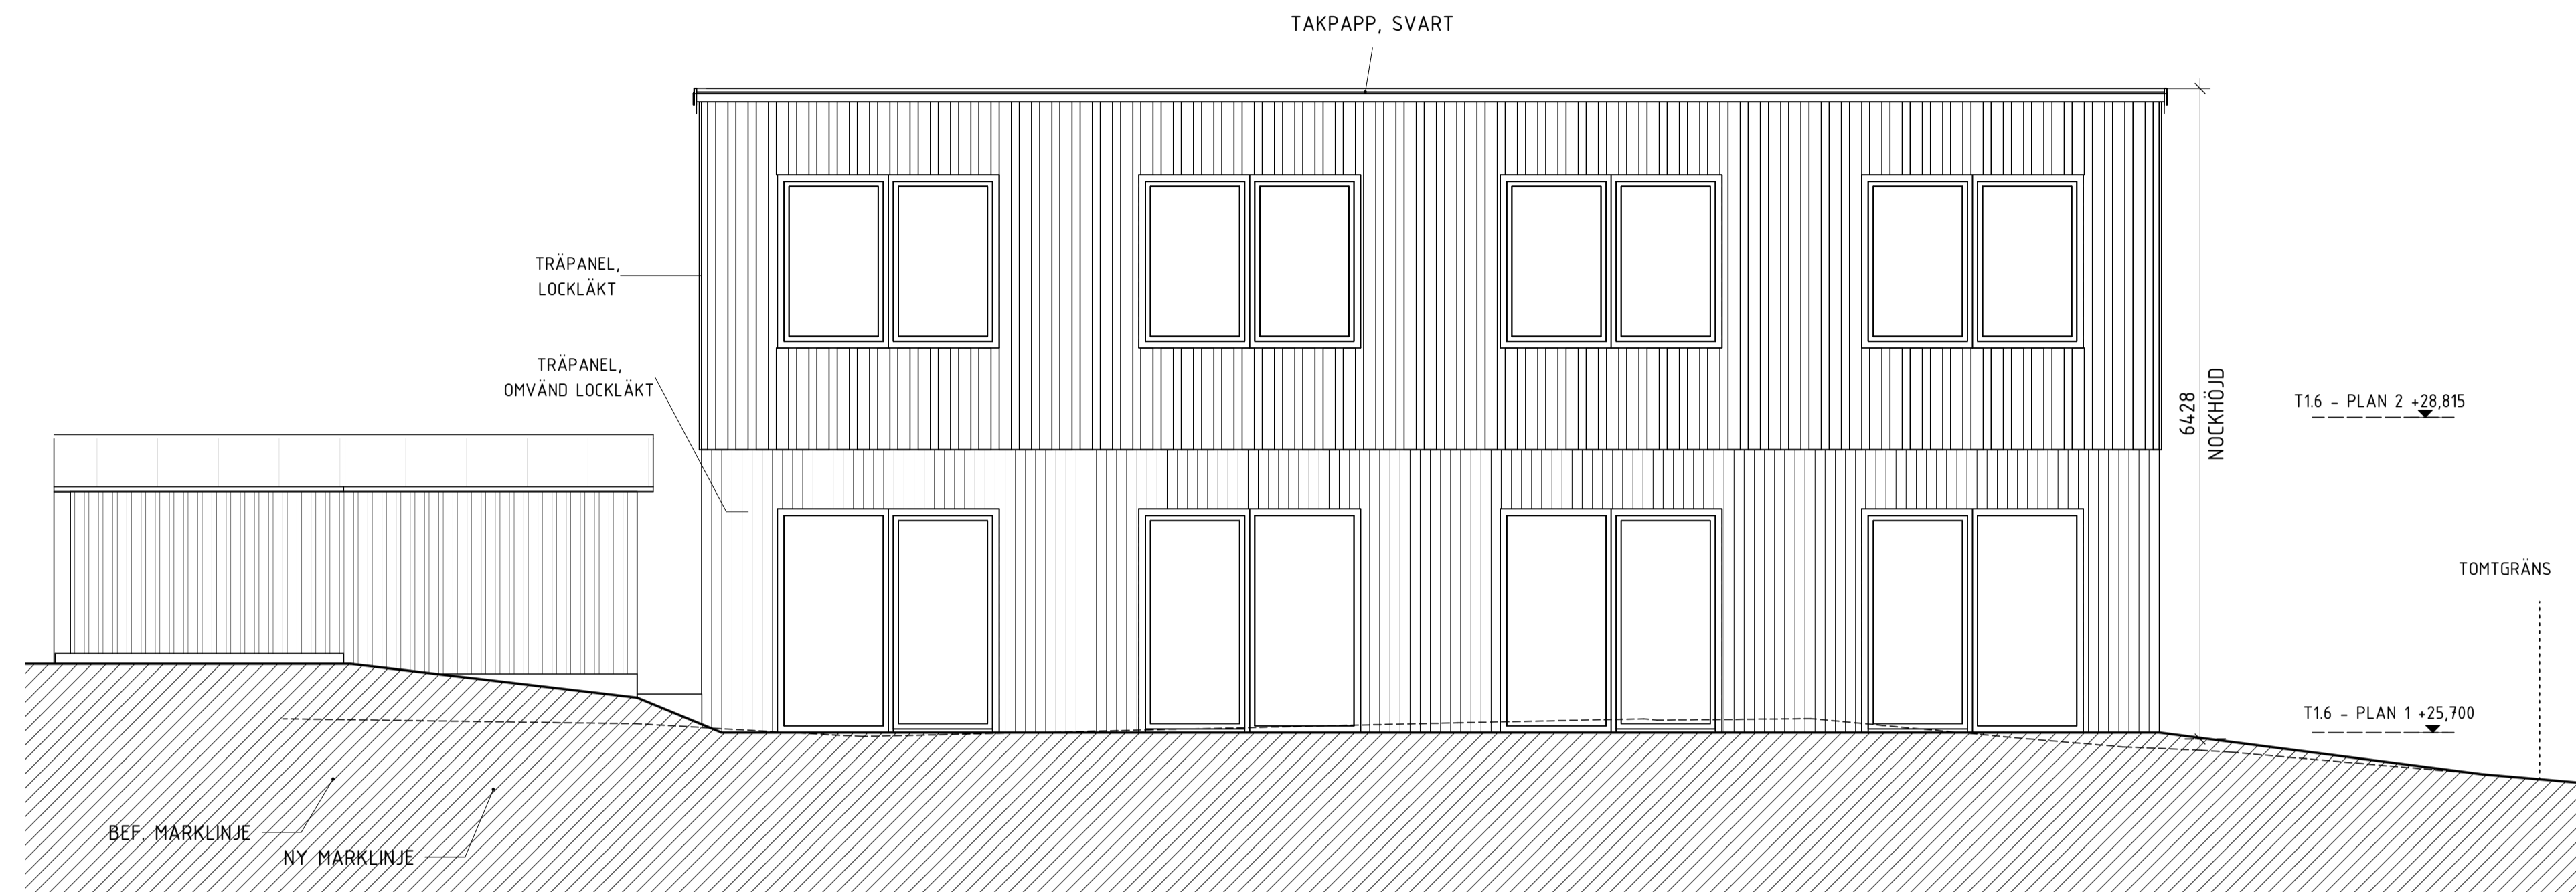 TAKPAPP, SVART
TRÄPANEL,
LOCKLÄKT
TRÄPANEL,
OMVÄND LOCKLÄKT
6428
NOCKHÖJD
T1.6 - PLAN 2 +28,815
TOMTGRÄNS
T1.6 - PLAN 1 +25,700
BEF. MARKLINJE
NY MARKLINJE